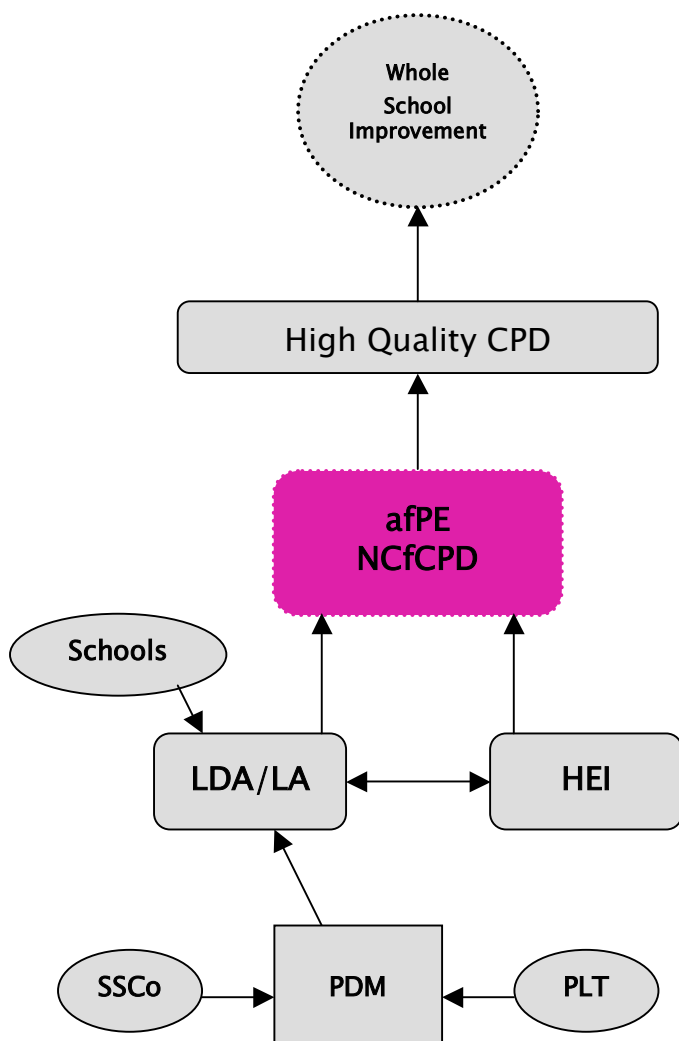 Whole
School
Improvement
High Quality CPD
afPE
NCfCPD
Schools
LDA/LA
HEI
SSCo
PDM
PLT